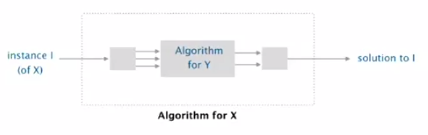 instance I
(of X)
Algorithm
for Y
solution to I
Algorithm for X